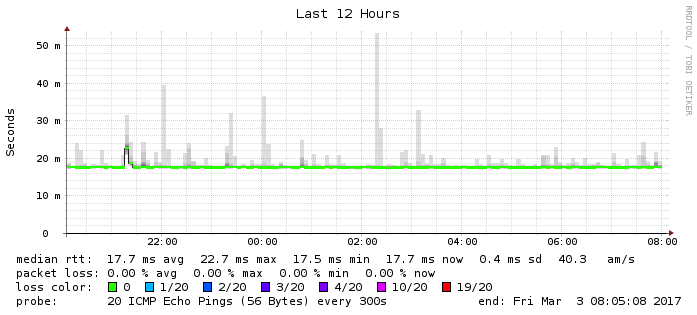 Last 12 Hours
RRDTOOL / TOBI OETIKER
Seconds
50 m
40 m
30 m
20 m
10 m
0
22:00 00:00 02:00 04:00 06:00 08:00
median rtt: 17.7 ms avg 22.7 ms max 17.5 ms min 17.7 ms now 0.4 ms sd 40.3 am/s
packet loss: 0.00 % avg 0.00 % max 0.00 % min 0.00 % now
loss color: 0 1/20 2/20 3/20 4/20 10/20 19/20
probe: 20 ICMP Echo Pings (56 Bytes) every 300s end: Fri Mar 3 08:05:08 2017